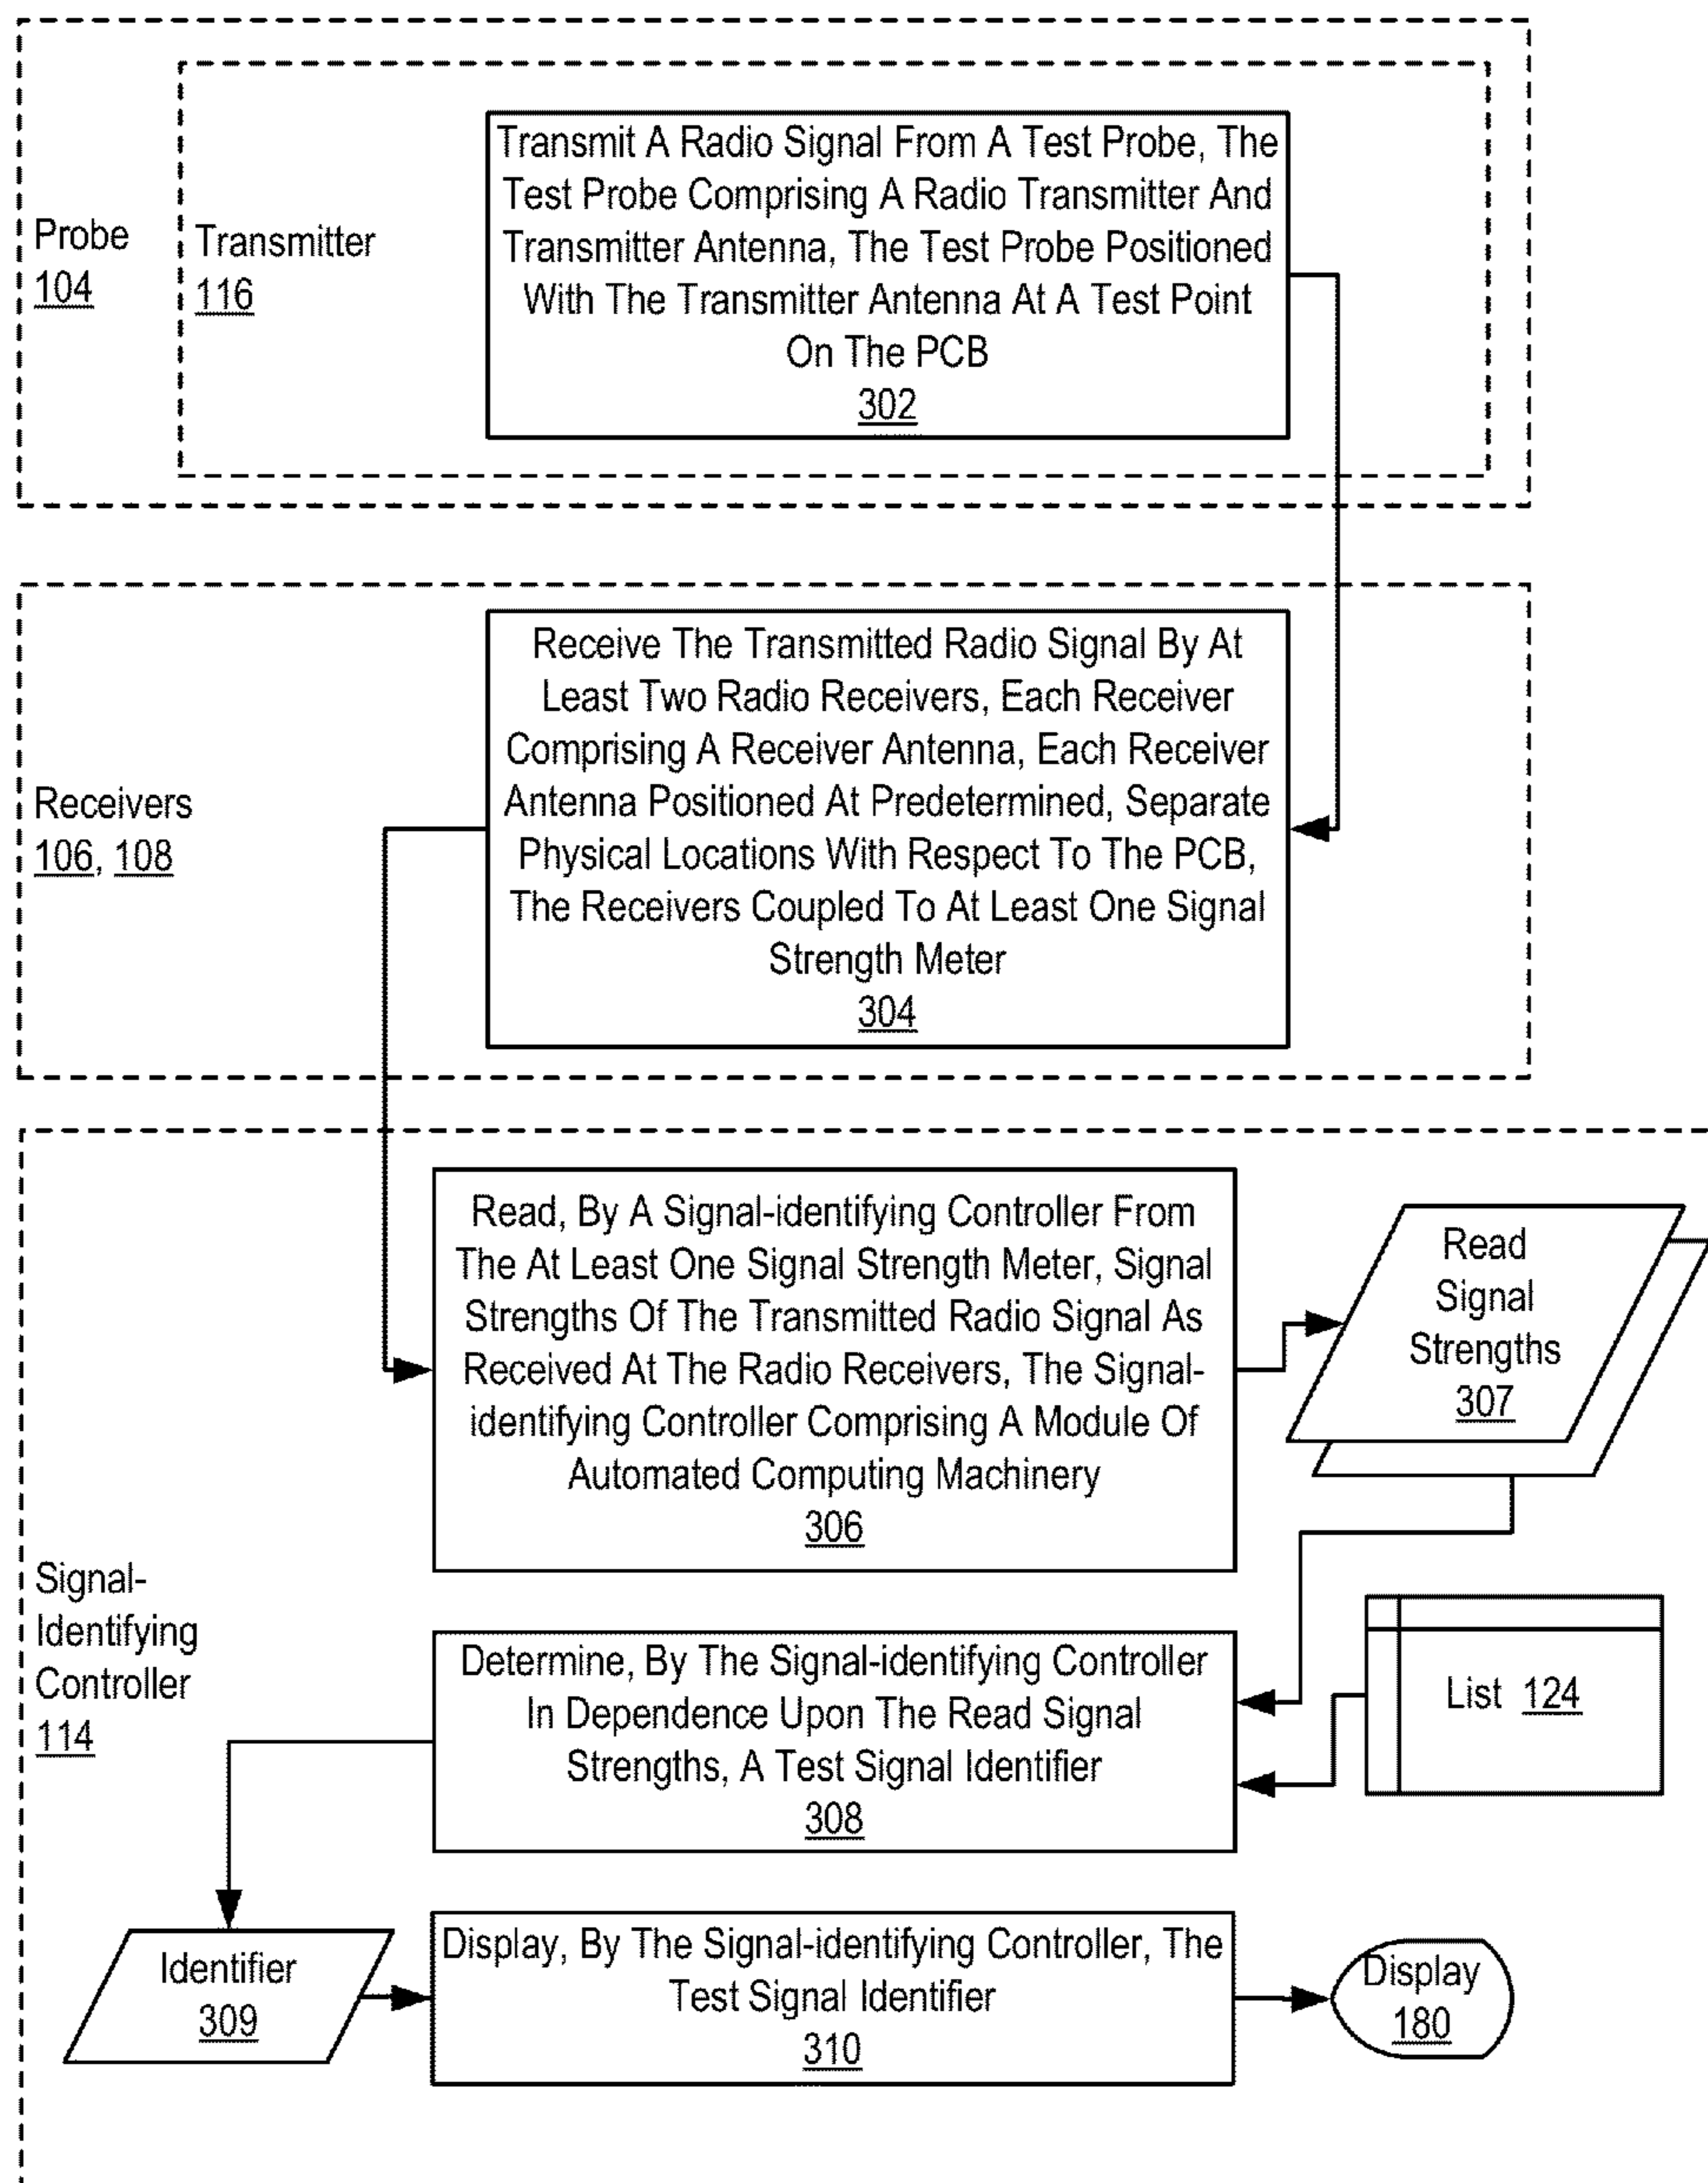 Probe
104
Transmitter
116
Transmit A Radio Signal From A Test Probe, The
Test Probe Comprising A Radio Transmitter And
Transmitter Antenna, The Test Probe Positioned
With The Transmitter Antenna At A Test Point
On The PCB
302
Receivers
106, 108
Receive The Transmitted Radio Signal By At
Least Two Radio Receivers, Each Receiver
Comprising A Receiver Antenna, Each Receiver
Antenna Positioned At Predetermined, Separate
Physical Locations With Respect To The PCB,
The Receivers Coupled To At Least One Signal
Strength Meter
304
Signal-
Identifying
Controller
114
Read, By A Signal-identifying Controller From
The At Least One Signal Strength Meter, Signal
Strengths Of The Transmitted Radio Signal As
Received At The Radio Receivers, The Signal-
identifying Controller Comprising A Module Of
Automated Computing Machinery
306
Read
Signal
Strengths
307
Determine, By The Signal-identifying Controller
In Dependence Upon The Read Signal
Strengths, A Test Signal Identifier
308
List 124
Identifier
309
Display, By The Signal-identifying Controller, The
Test Signal Identifier
310
Display
180